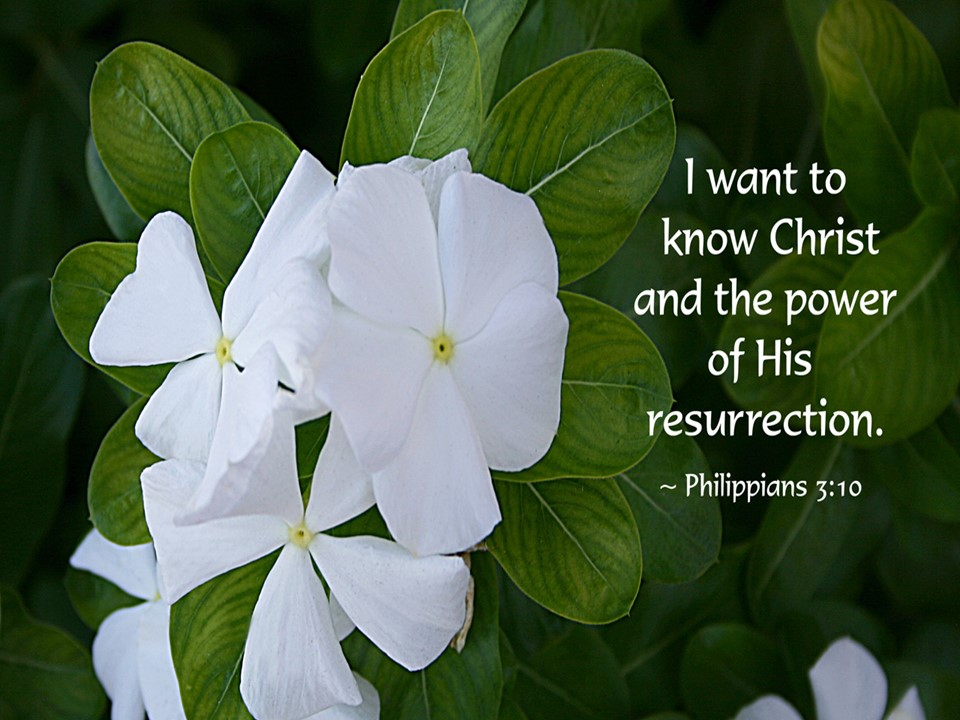 I want to
know Christ
and the power
of His
resurrection.
~ Philippians 3:10